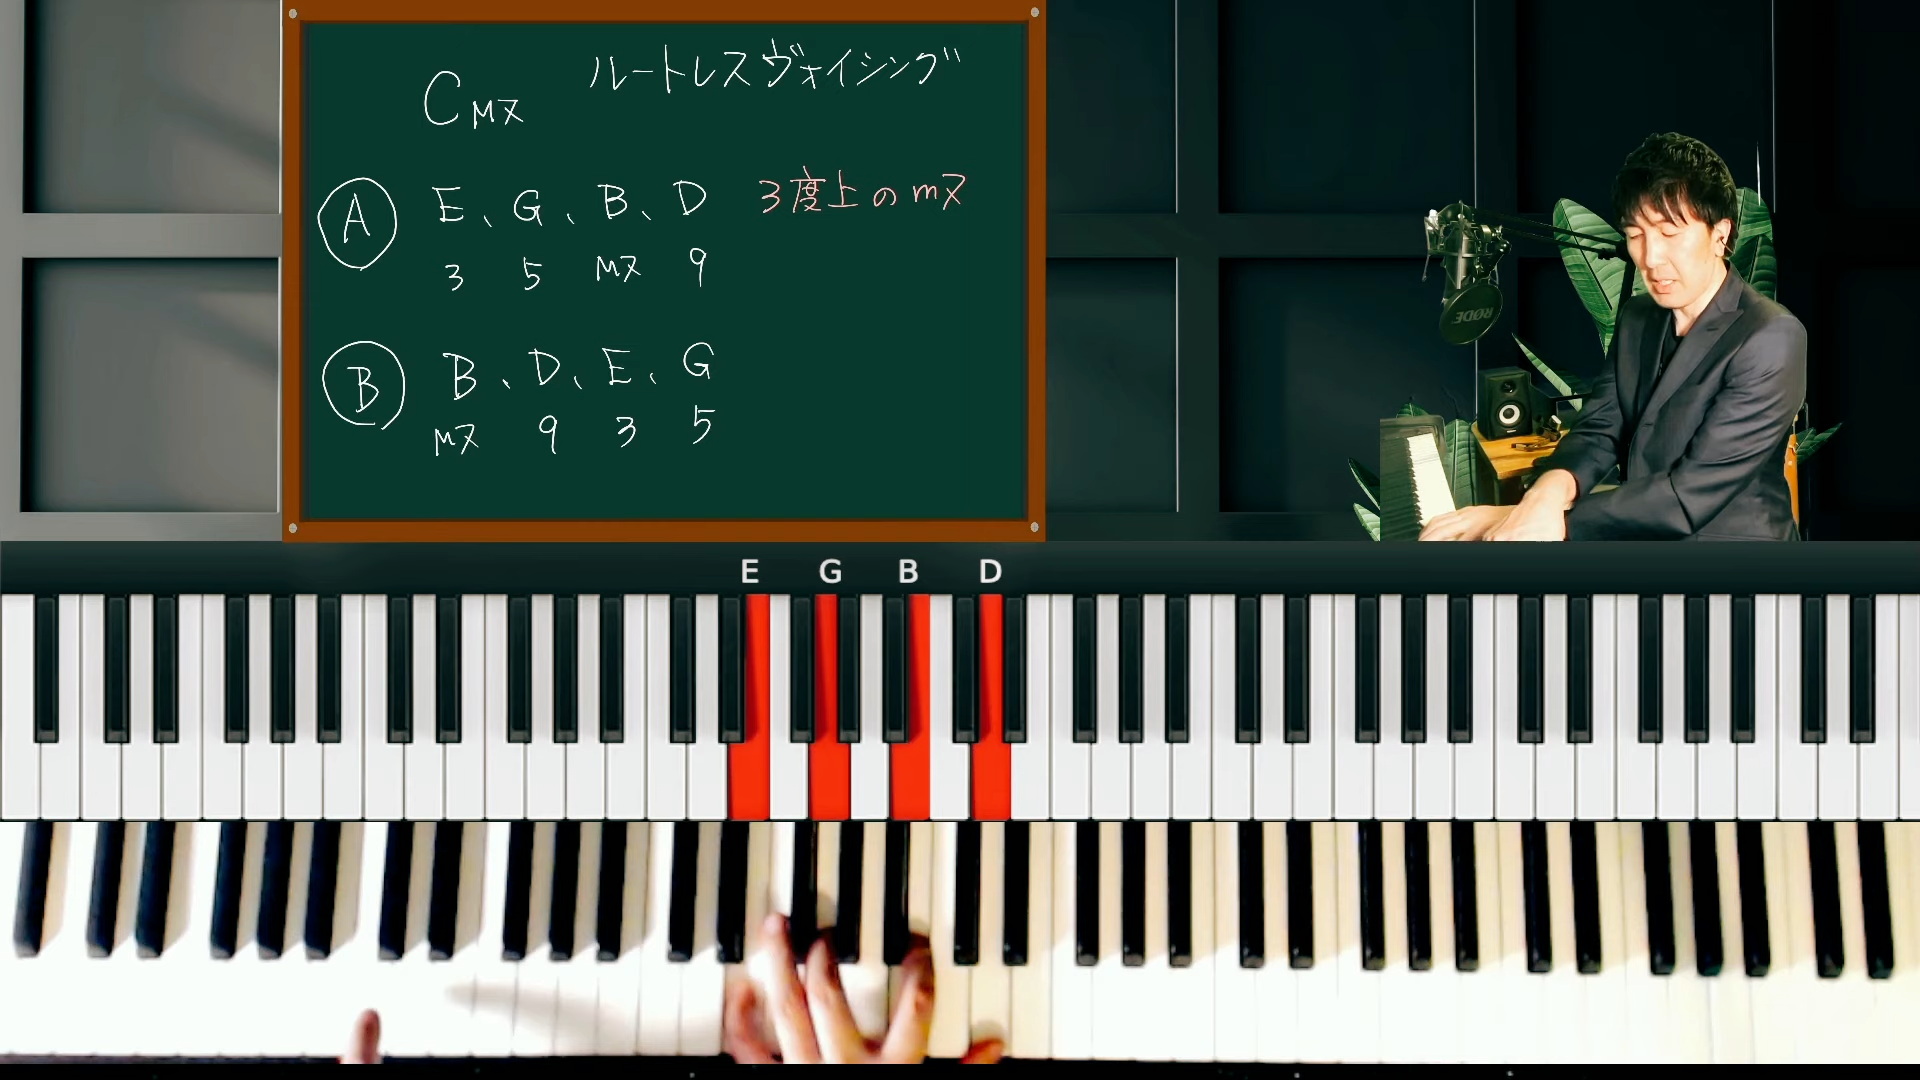 ルートレスヴォイシング
CM7
A E、G、B、D 3度上のm7
3 5 M7 9
B B、D、E、G
M7 9 3 5
RØDE
E G B D